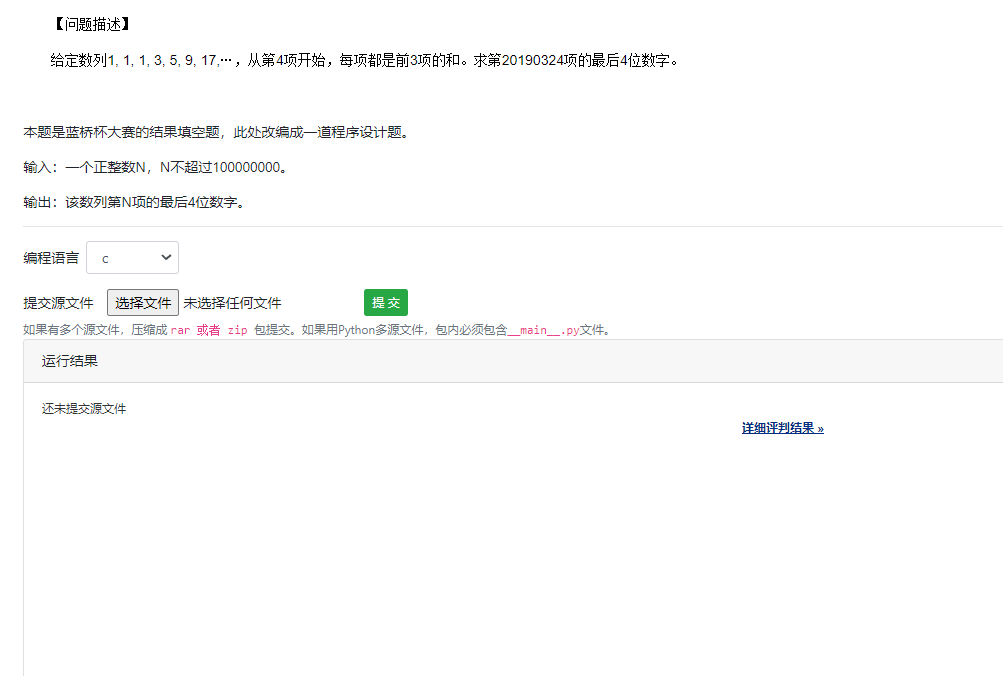 【问题描述】
给定数列1, 1, 1, 3, 5, 9, 17,…，从第4项开始，每项都是前3项的和。求第20190324项的最后4位数字。
本题是蓝桥杯大赛的结果填空题，此处改编成一道程序设计题。
输入：一个正整数N，N不超过100000000。
输出：该数列第N项的最后4位数字。
编程语言 c
提交源文件 选择文件 未选择任何文件 提交
如果有多个源文件，压缩成 rar 或者 zip 包提交。如果用Python多源文件，包内必须包含__main__.py文件。
运行结果
还未提交源文件
详细评判结果 »